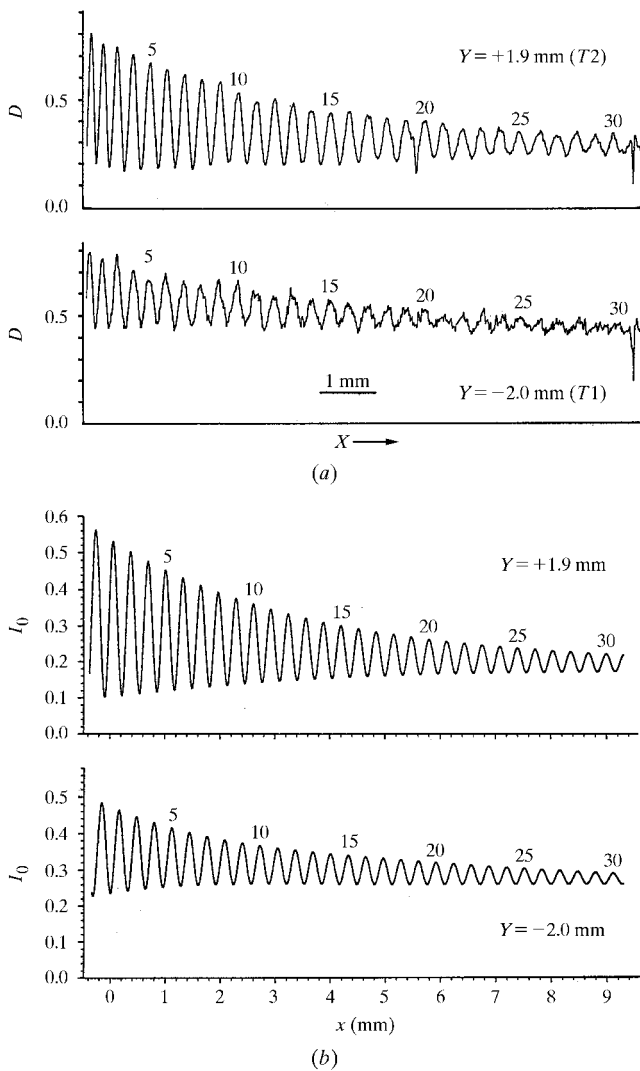 Y = +1.9 mm (T2)
5 10 15 20 25 30
D
0.5
0.0
5 10 15 20 25 30
D
0.5
0.0
1 mm
Y = −2.0 mm (T1)
X
(a)
0.6
0.5
0.4
0.3
0.2
0.1
0.0
I0
5 10 15 20 25 30
Y = +1.9 mm
0.5
0.4
0.3
0.2
0.1
0.0
I0
5 10 15 20 25 30
Y = −2.0 mm
0 1 2 3 4 5 6 7 8 9
x (mm)
(b)